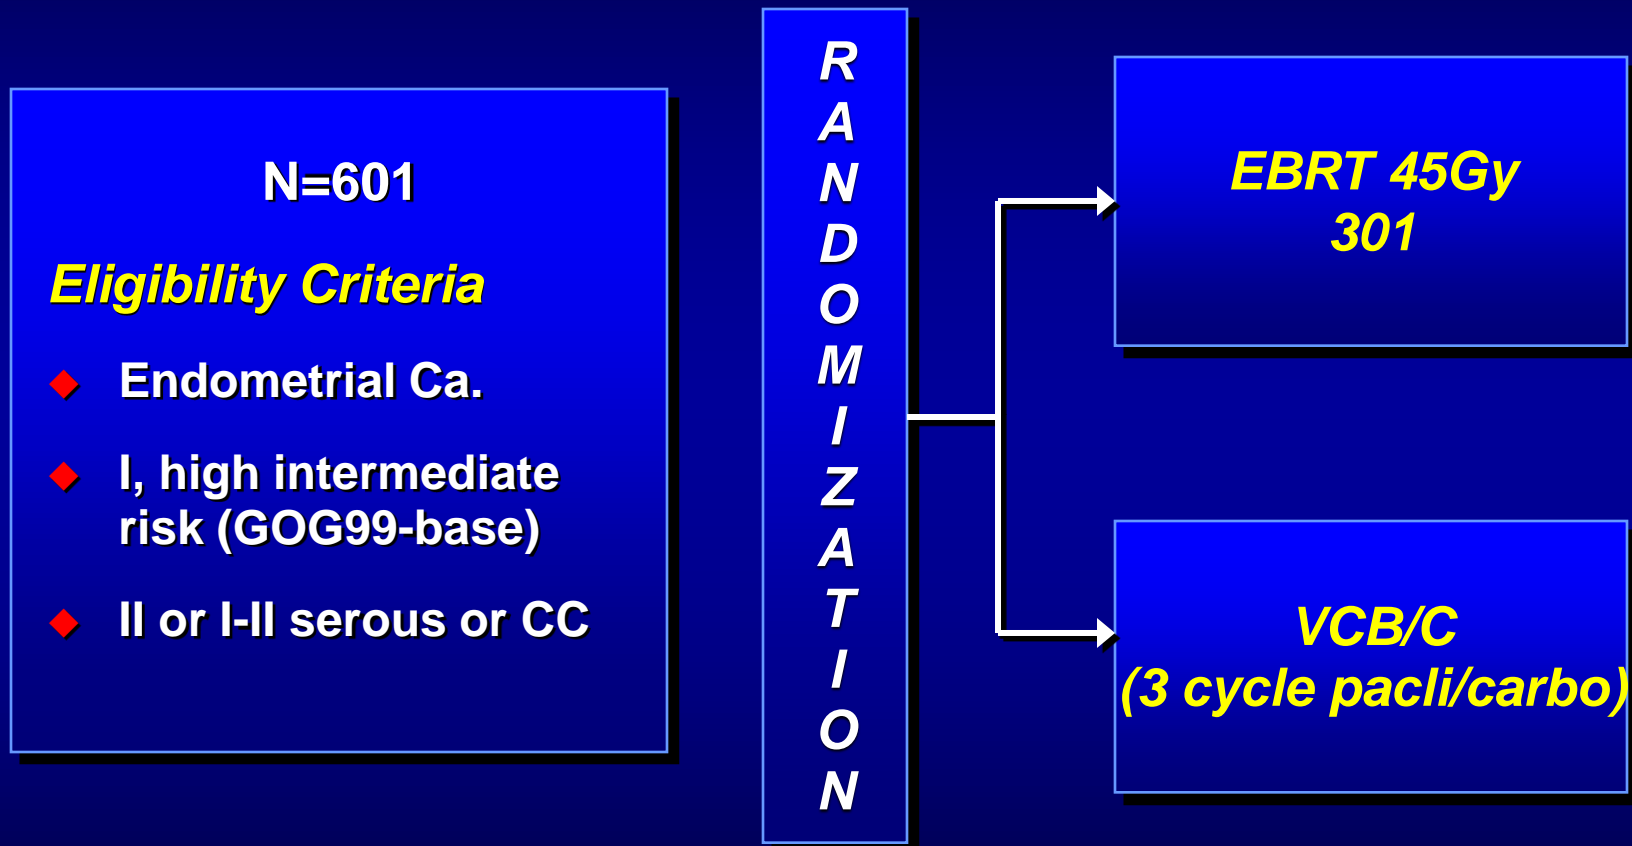 N=601
Eligibility Criteria
Endometrial Ca.
I, high intermediate
risk (GOG99-base)
II or I-II serous or CC
RANDOMIZATION
EBRT 45Gy
301
VCB/C
(3 cycle pacli/carbo)